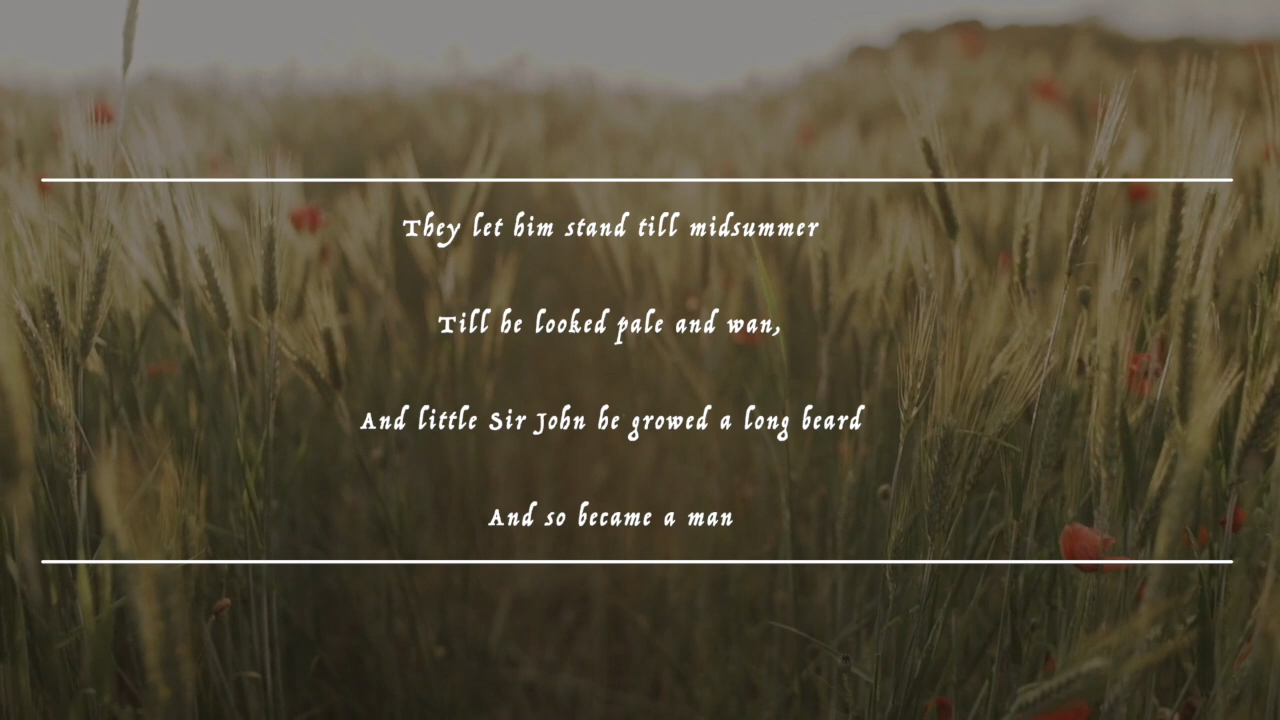 They let him stand till midsummer
Till he looked pale and wan,
And little Sir John he growed a long beard
And so became a man